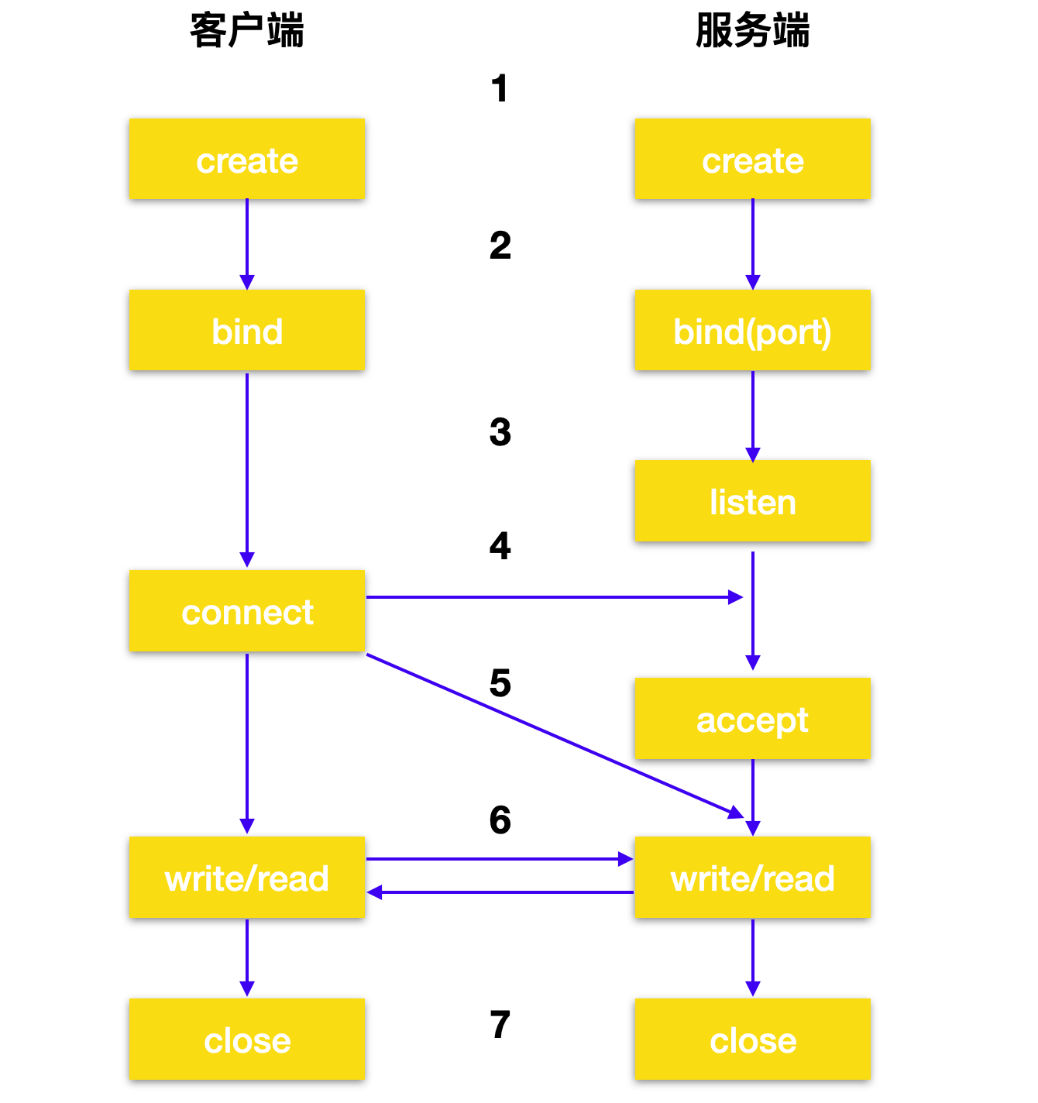 客户端
服务端
1
create
create
2
bind
bind(port)
3
listen
4
connect
5
accept
6
write/read
write/read
7
close
close